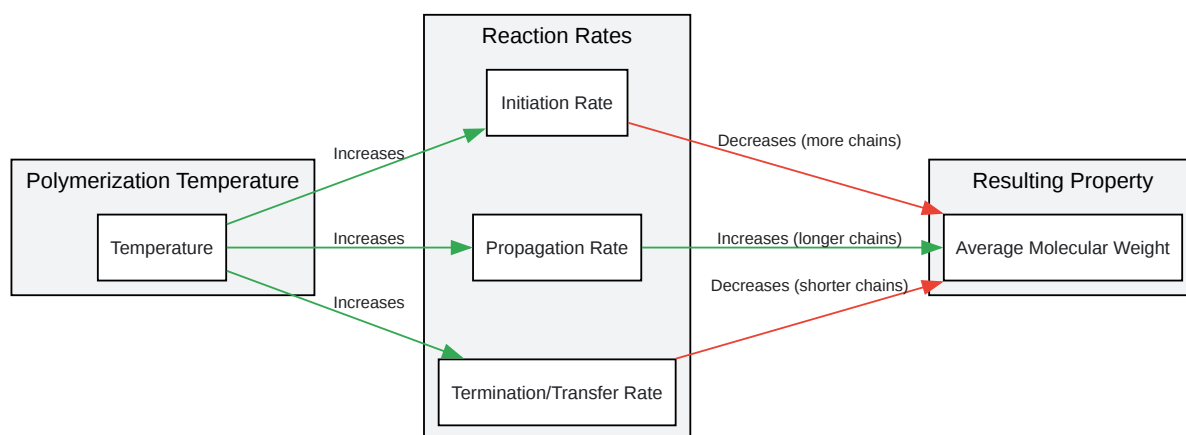 Reaction Rates
Initiation Rate
Decreases (more chains)
Increases
Polymerization Temperature
Resulting Property
Temperature
Increases
Propagation Rate
Increases (longer chains)
Average Molecular Weight
Decreases (shorter chains)
Increases
Termination/Transfer Rate